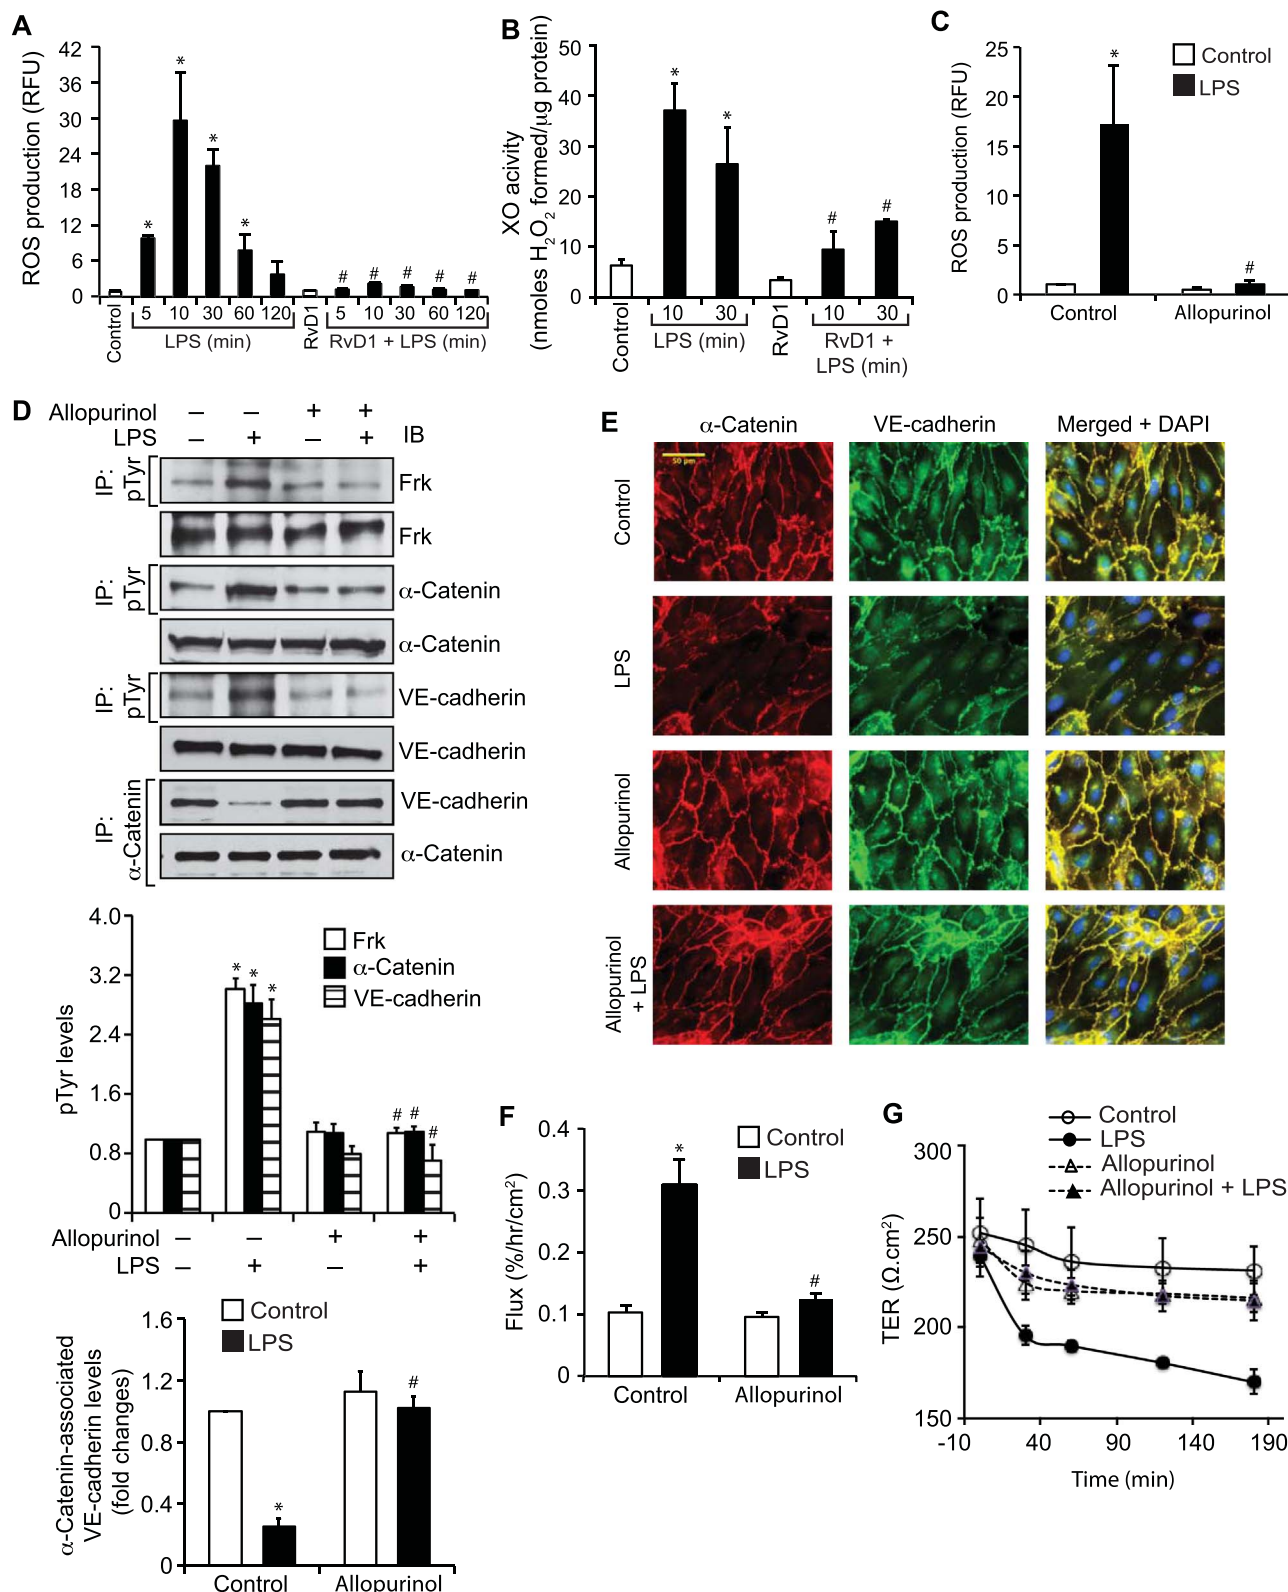 A
ROS production (RFU)
42
36
30
24
18
12
6
0
*
*
*
*
#
#
#
#
#
Control
5
10
30
60
120
RvD1
5
10
30
60
120
LPS (min)
RvD1 + LPS (min)
B
XO acivity
(nmoles H2O2 formed/μg protein)
50
40
30
20
10
0
*
*
#
#
Control
10
30
RvD1
10
30
LPS (min)
RvD1 +
LPS (min)
C
ROS production (RFU)
25
20
15
10
5
0
*
#
Control
LPS
Control
Allopurinol
D
Allopurinol – – + +
LPS – + – + IB
IP:
pTyr
Frk
Frk
IP:
pTyr
α-Catenin
α-Catenin
IP:
pTyr
VE-cadherin
VE-cadherin
IP:
α-Catenin
VE-cadherin
α-Catenin
pTyr levels
4.0
3.2
2.4
1.6
0.8
0
Frk
α-Catenin
VE-cadherin
* * *
# # #
Allopurinol – – + +
LPS – + – +
α-Catenin-associated
VE-cadherin levels
(fold changes)
1.6
1.2
0.8
0.4
0
Control
LPS
*
#
Control
Allopurinol
E
α-Catenin
VE-cadherin
Merged + DAPI
50 μm
Control
LPS
Allopurinol
Allopurinol
+ LPS
F
Flux (%/hr/cm2)
0.4
0.3
0.2
0.1
0
Control
LPS
*
#
Control
Allopurinol
G
Control
LPS
Allopurinol
Allopurinol + LPS
TER (Ω.cm2)
300
250
200
150
-10
40
90
140
190
Time (min)